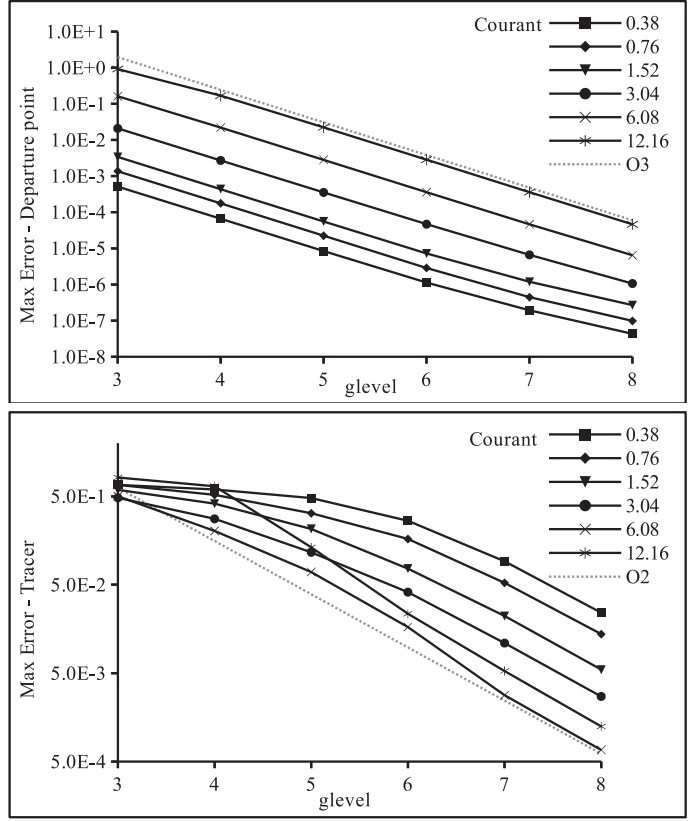 Courant
0.38
0.76
1.52
3.04
6.08
12.16
O3
Max Error - Departure point
1.0E+1
1.0E+0
1.0E-1
1.0E-2
1.0E-3
1.0E-4
1.0E-5
1.0E-6
1.0E-7
1.0E-8
3 4 5 6 7 8
glevel
Courant
0.38
0.76
1.52
3.04
6.08
12.16
O2
Max Error - Tracer
5.0E-1
5.0E-2
5.0E-3
5.0E-4
3 4 5 6 7 8
glevel